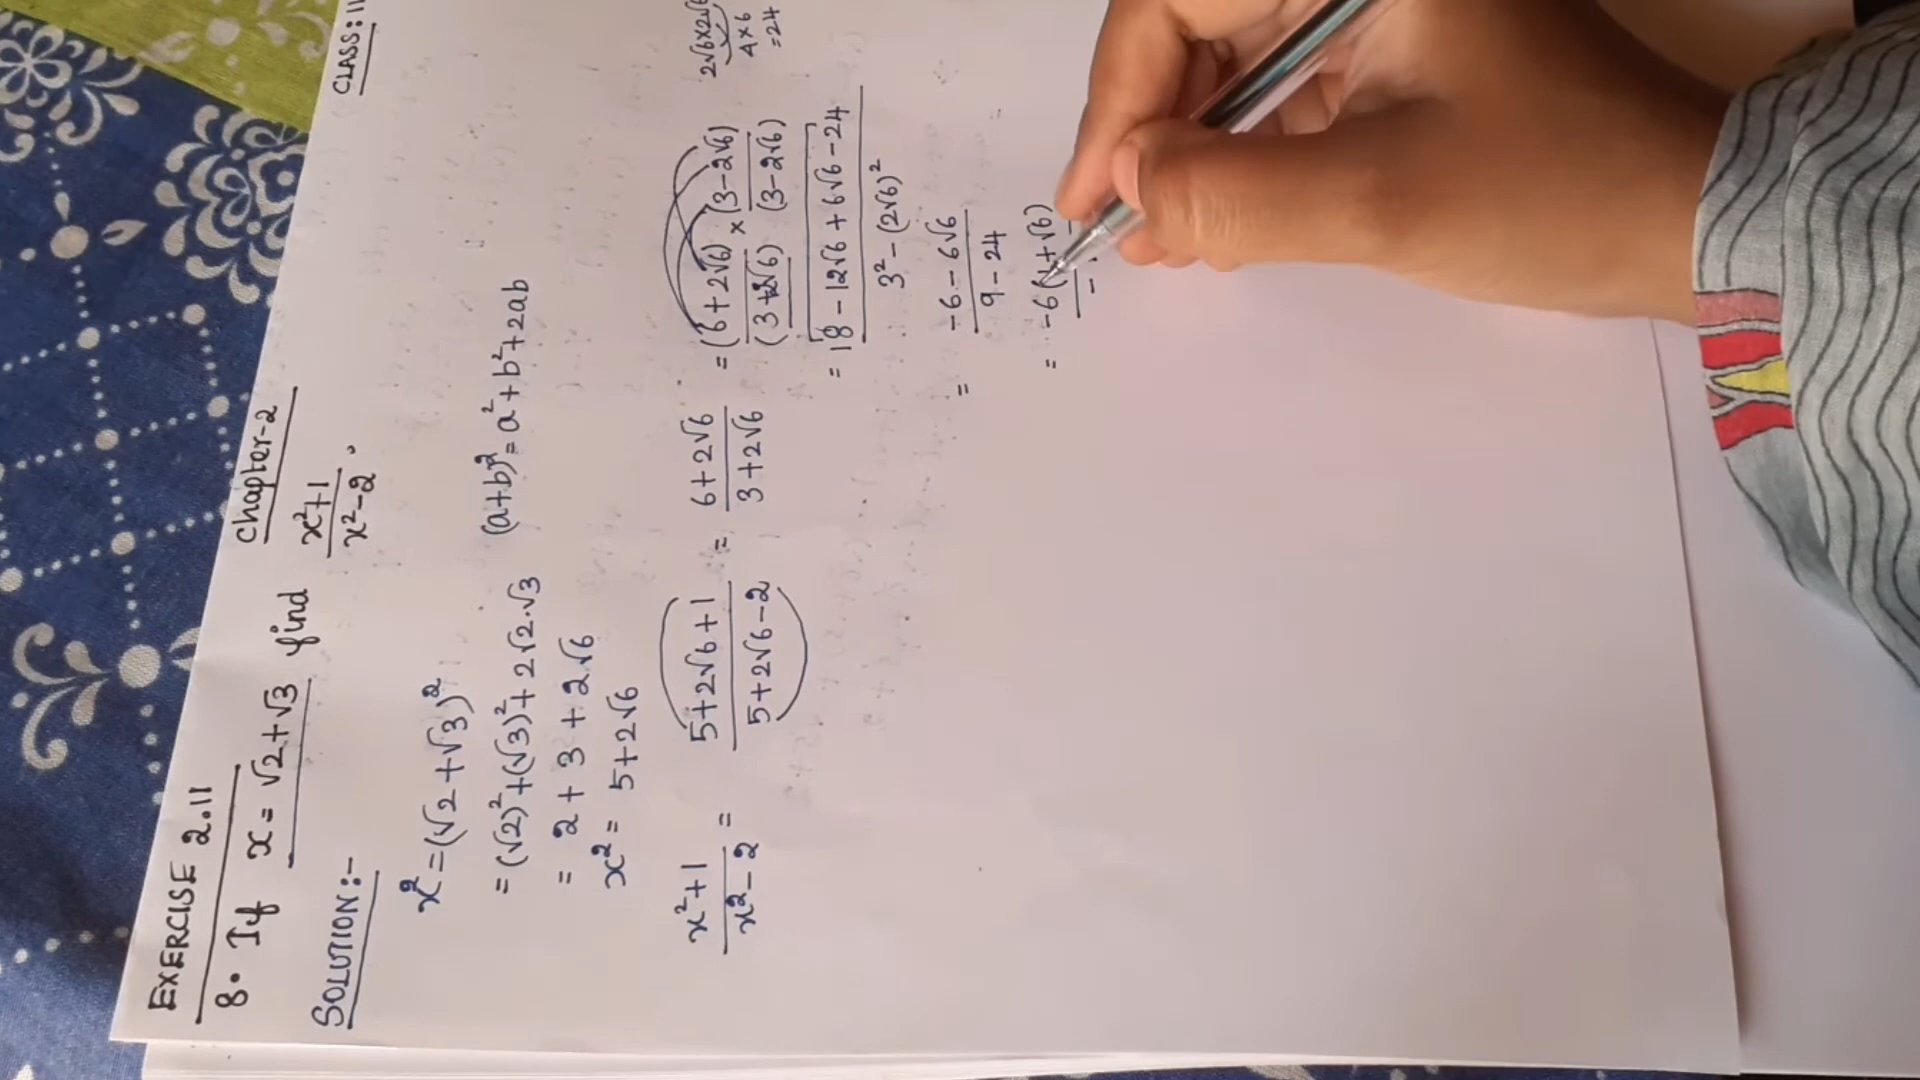 CLASS: 11
EXERCISE 2.11
Chapter-2
8. If x = √2+√3 find x²+1 / x²-2 .
SOLUTION:-
x² = (√2 + √3)²
= (√2)² + (√3)² + 2√2·√3
(a+b)² = a² + b² + 2ab
= 2 + 3 + 2√6
x² = 5+2√6
x²+1 / x²-2 = 5+2√6+1 / 5+2√6-2 = 6+2√6 / 3+2√6 = (6+2√6) / (3+2√6) × (3-2√6) / (3-2√6)
2√6×2√6
4×6
=24
= 18-12√6+6√6-24 / 3²-(2√6)²
= -6-6√6 / 9-24
= -6(1+√6) / -